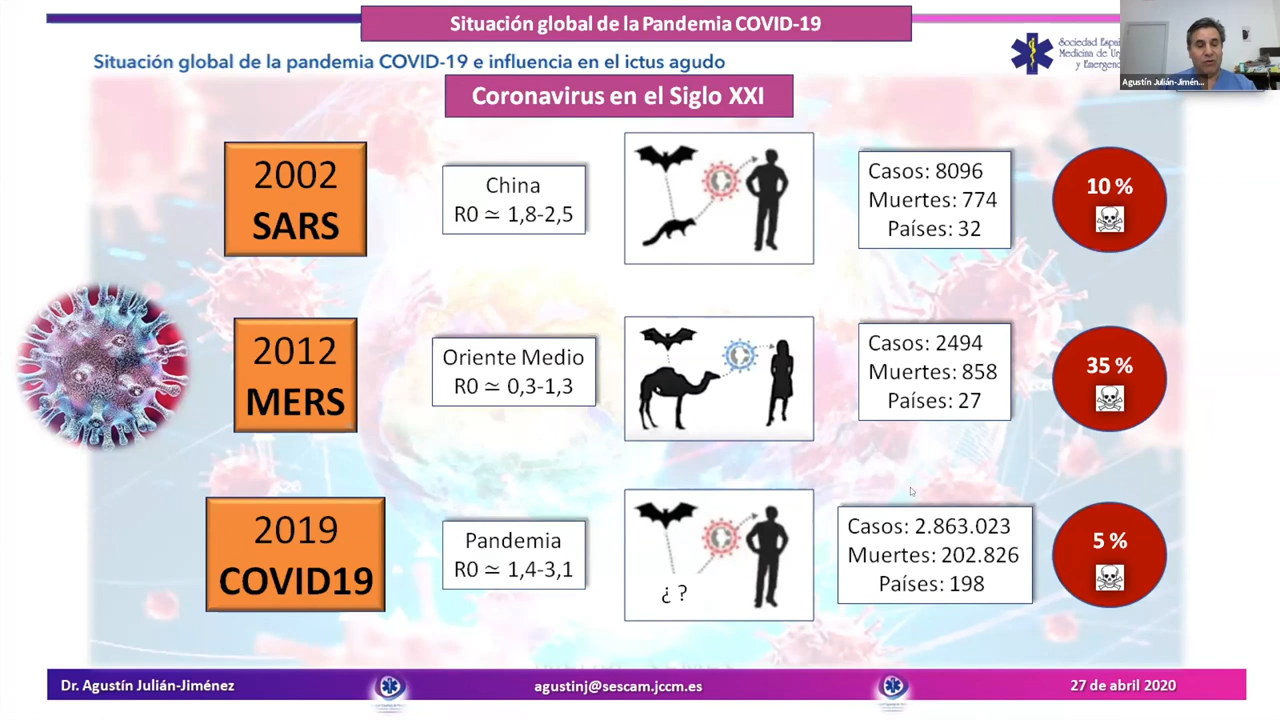 Situación global de la Pandemia COVID-19
Situación global de la pandemia COVID-19 e influencia en el ictus agudo
Sociedad
Medicina de
y
Agustín Julián-Jimén...
Coronavirus en el Siglo XXI
2002
SARS
China
R0 ≃ 1,8-2,5
Casos: 8096
Muertes: 774
Países: 32
10 %
2012
MERS
Oriente Medio
R0 ≃ 0,3-1,3
Casos: 2494
Muertes: 858
Países: 27
35 %
2019
COVID19
Pandemia
R0 ≃ 1,4-3,1
¿ ?
Casos: 2.863.023
Muertes: 202.826
Países: 198
5 %
Dr. Agustín Julián-Jiménez
agustinj@sescam.jccm.es
27 de abril 2020